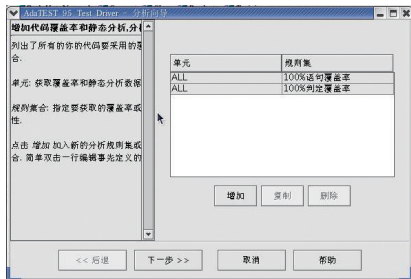 AdaTEST 95 Test Driver - 分析向导
增加代码覆盖率和静态分析,分
列出了所有的你的代码要采用的
合.
单元: 获取覆盖率和静态分析数据
规则集合: 指定要获取的覆盖率或
性.
点击 增加 加入新的分析规则集或
合. 简单双击一行编辑事先定义的
单元 规则集
ALL 100%语句覆盖率
ALL 100%判定覆盖率
增加 复制 删除
<< 后退 下一步 >> 取消 帮助